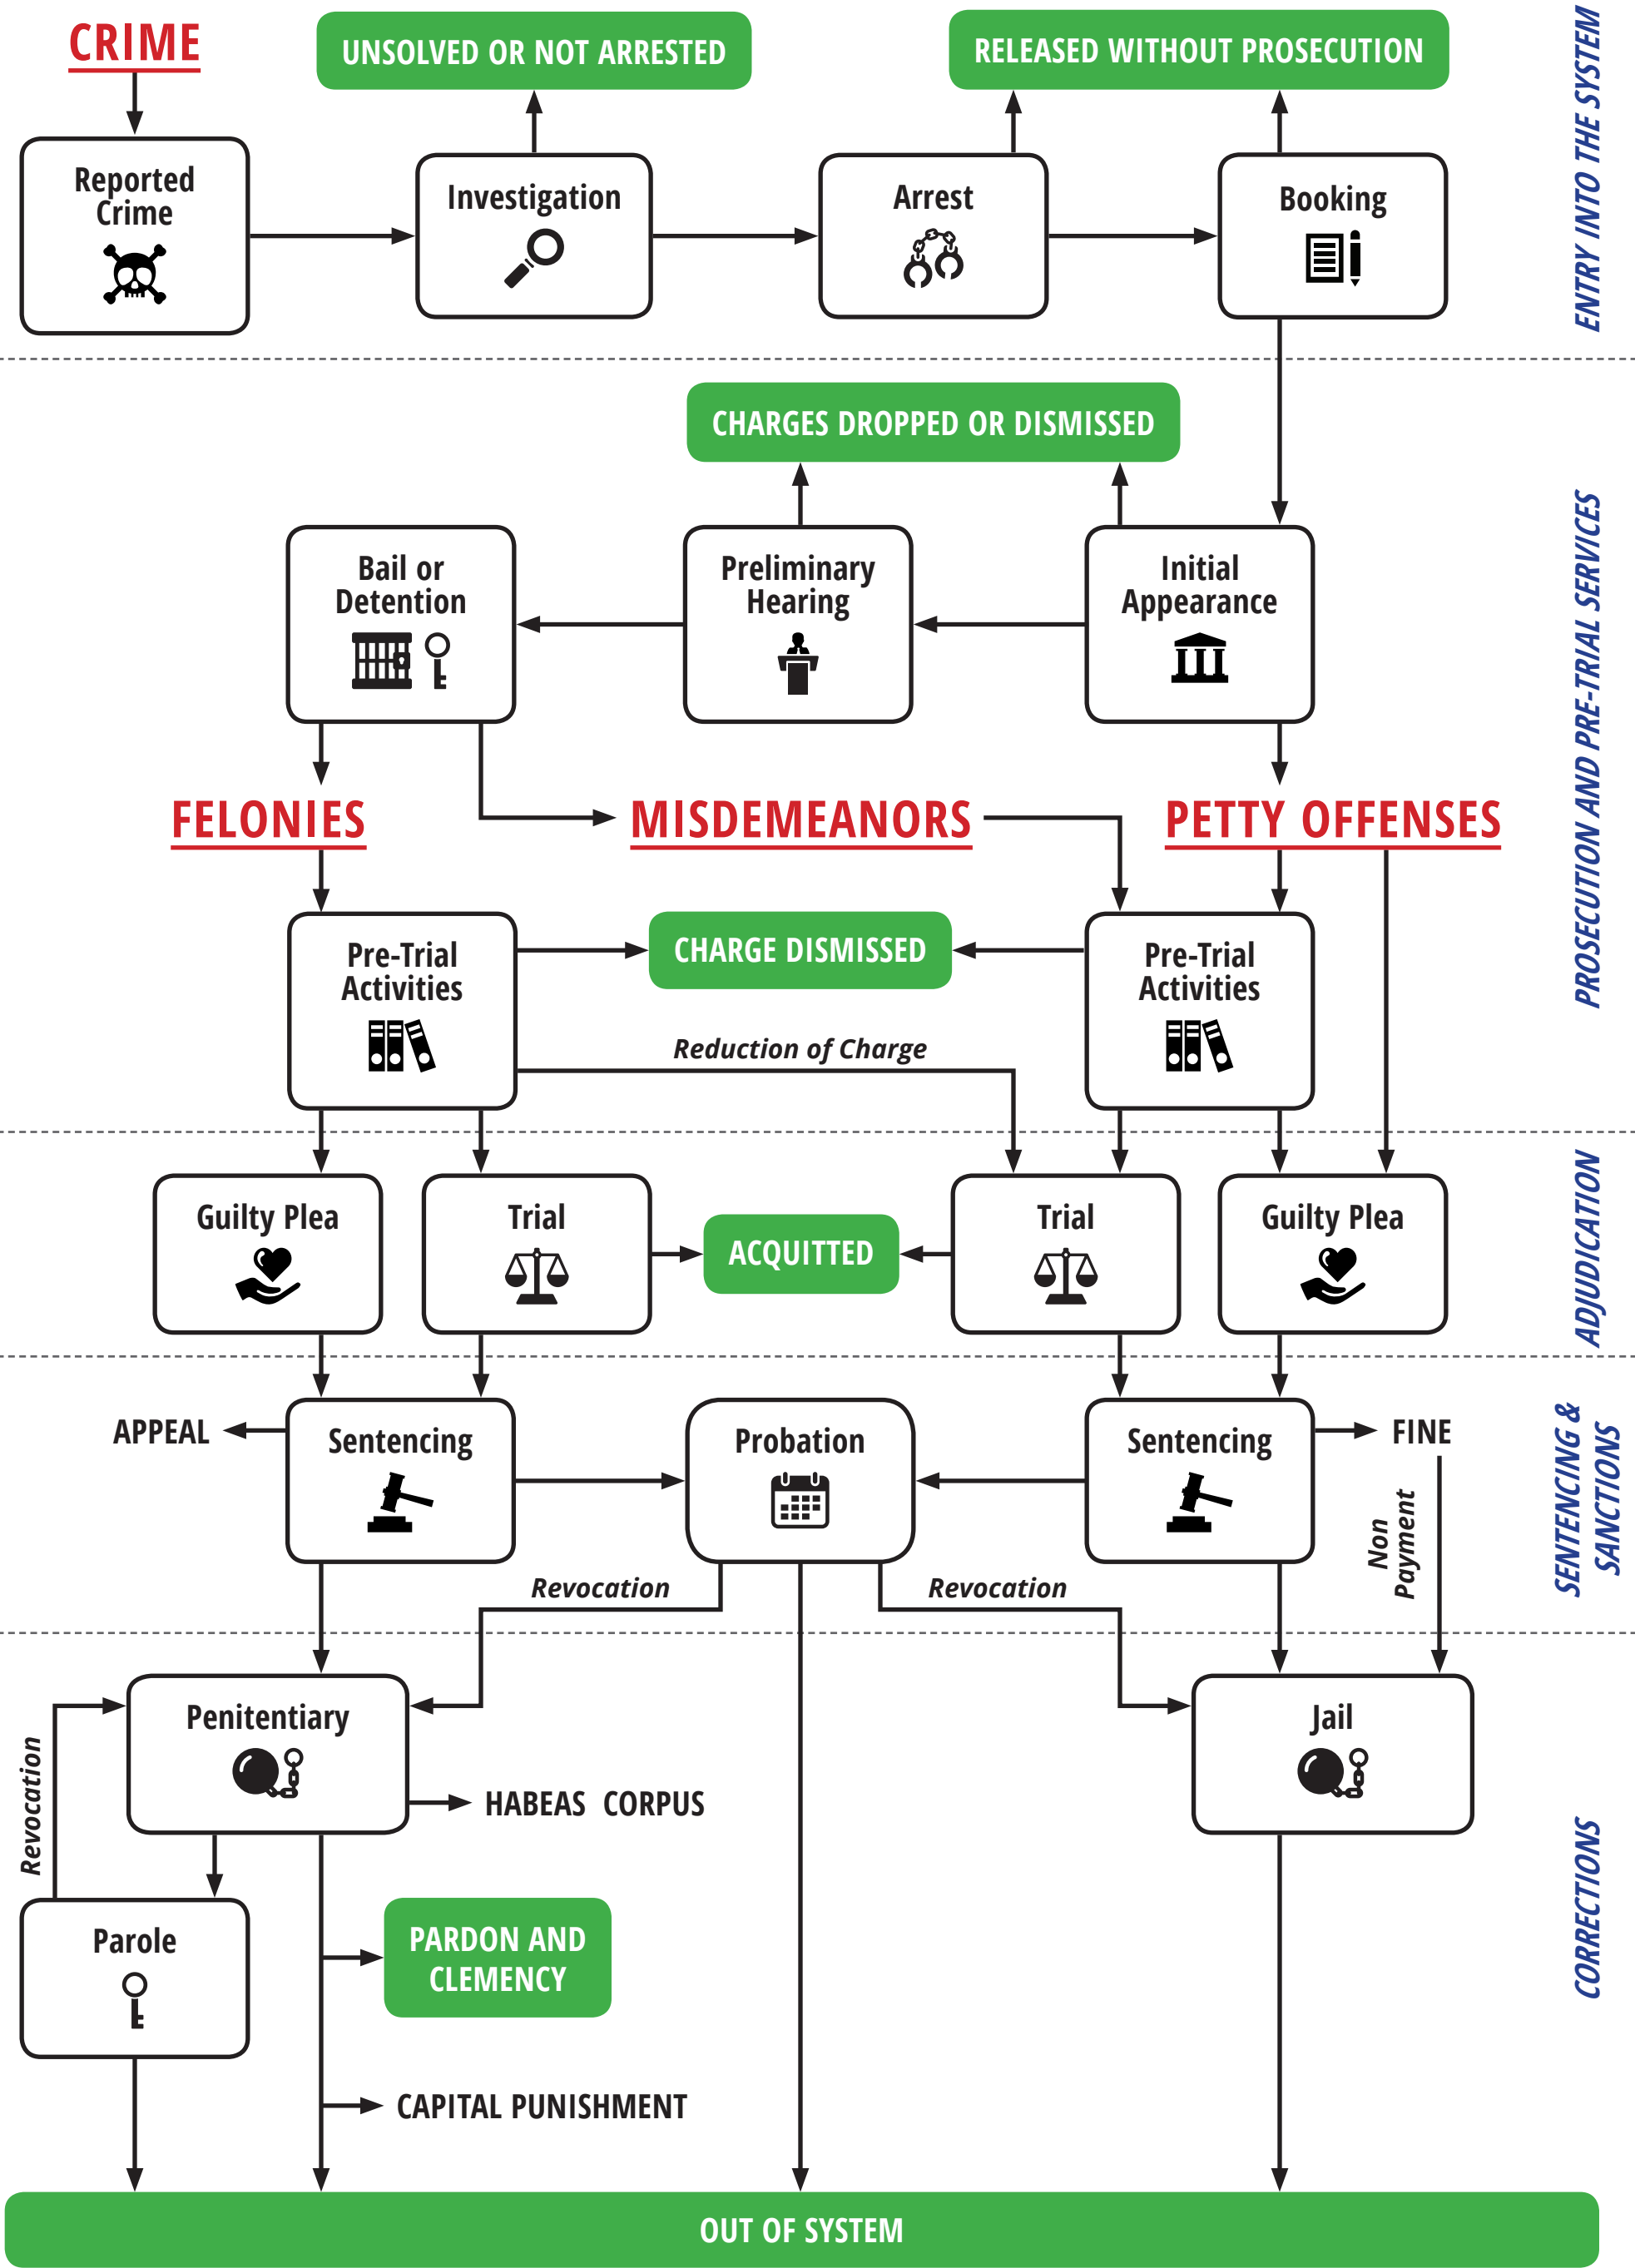 CRIME
UNSOLVED OR NOT ARRESTED
RELEASED WITHOUT PROSECUTION
Reported
Crime
Investigation
Arrest
Booking
ENTRY INTO THE SYSTEM
CHARGES DROPPED OR DISMISSED
Bail or
Detention
Preliminary
Hearing
Initial
Appearance
FELONIES
MISDEMEANORS
PETTY OFFENSES
PROSECUTION AND PRE-TRIAL SERVICES
Pre-Trial
Activities
CHARGE DISMISSED
Pre-Trial
Activities
Reduction of Charge
Guilty Plea
Trial
ACQUITTED
Trial
Guilty Plea
ADJUDICATION
APPEAL
Sentencing
Probation
Sentencing
FINE
Non
Payment
SENTENCING &
SANCTIONS
Revocation
Revocation
Penitentiary
Jail
Revocation
HABEAS CORPUS
Parole
PARDON AND
CLEMENCY
CORRECTIONS
CAPITAL PUNISHMENT
OUT OF SYSTEM